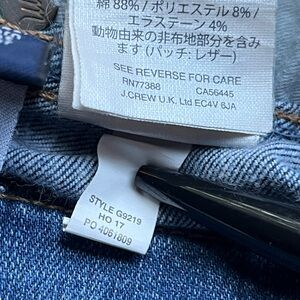 綿 88% / ポリエステル 8% /
エラステーン 4%
動物由来の非布地部分を含み
ます (パッチ: レザー)
SEE REVERSE FOR CARE
RN77388 CA56445
J.CREW U.K. Ltd EC4V 6JA
STYLE G9219
HO 17
PO 4061809